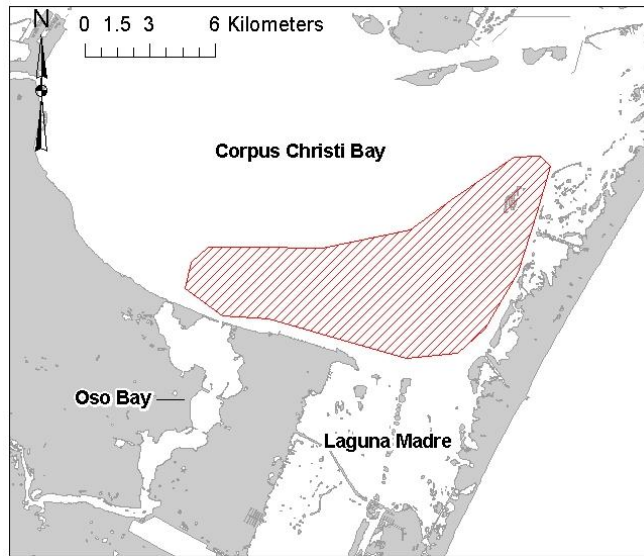 N
0 1.5 3 6 Kilometers
Corpus Christi Bay
Oso Bay
Laguna Madre